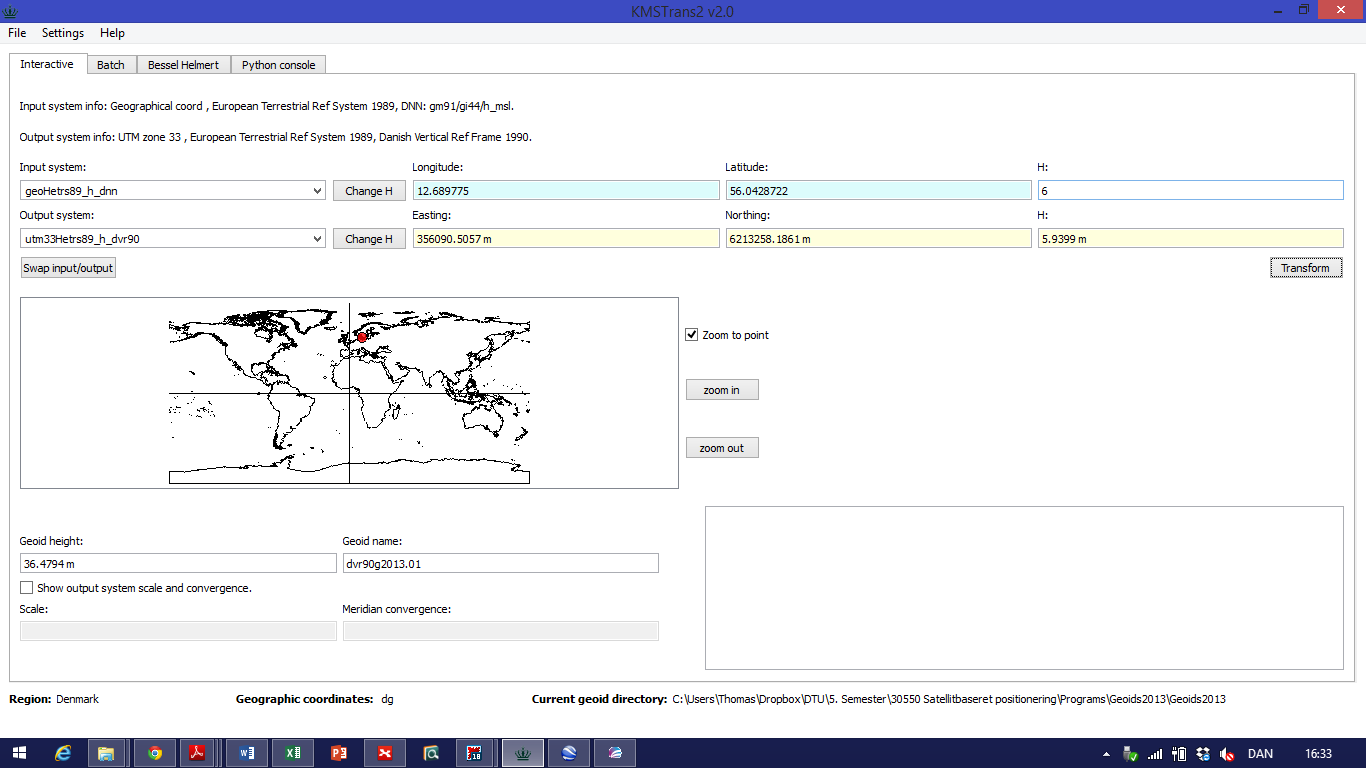 KMSTrans2 v2.0
File Settings Help
Interactive Batch Bessel Helmert Python console
Input system info: Geographical coord , European Terrestrial Ref System 1989, DNN: gm91/gi44/h_msl.
Output system info: UTM zone 33 , European Terrestrial Ref System 1989, Danish Vertical Ref Frame 1990.
Input system: Longitude: Latitude: H:
geoHetrs89_h_dnn Change H 12.689775 56.0428722 6
Output system: Easting: Northing: H:
utm33Hetrs89_h_dvr90 Change H 356090.5057 m 6213258.1861 m 5.9399 m
Swap input/output Transform
Zoom to point
zoom in
zoom out
Geoid height: Geoid name:
36.4794 m dvr90g2013.01
Show output system scale and convergence.
Scale: Meridian convergence:
Region: Denmark Geographic coordinates: dg Current geoid directory: C:\Users\Thomas\Dropbox\DTU\5. Semester\30550 Satellitbaseret positionering\Programs\Geoids2013\Geoids2013
DAN 16:33